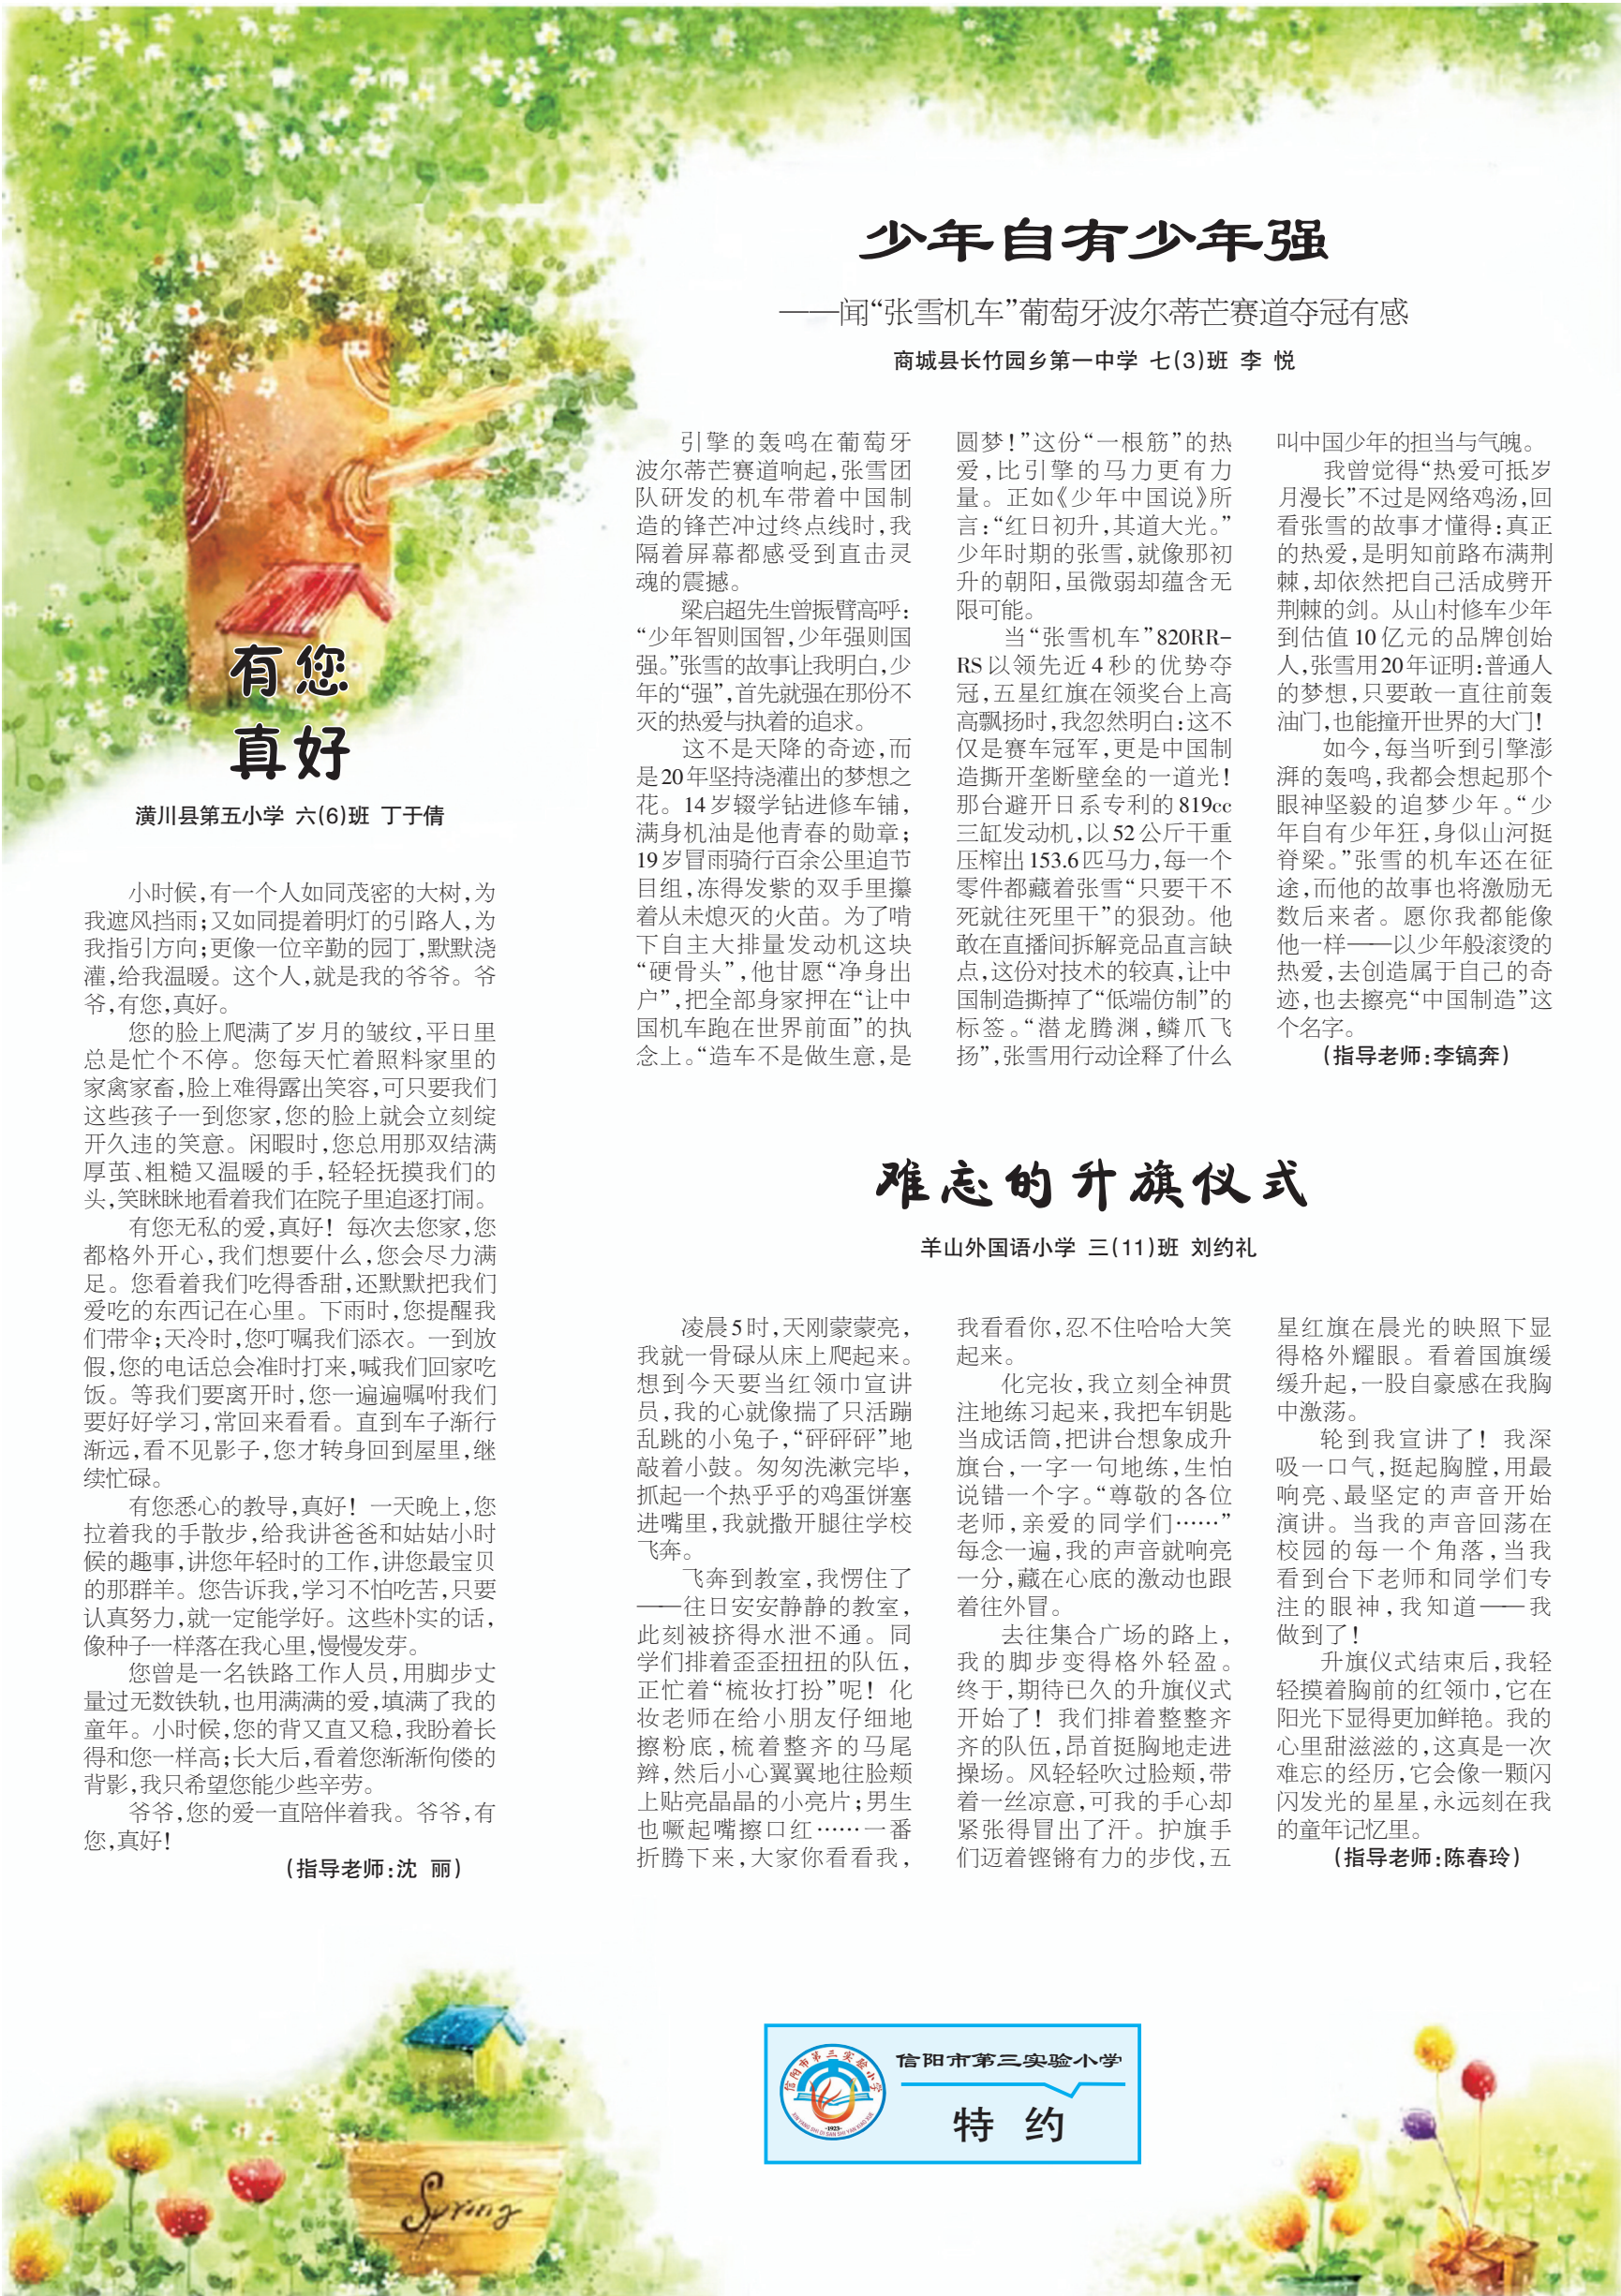 少年自有少年强
——闻“张雪机车”葡萄牙波尔蒂芒赛道夺冠有感
商城县长竹园乡第一中学 七(3)班 李 悦
引擎的轰鸣在葡萄牙
波尔蒂芒赛道响起,张雪团
队研发的机车带着中国制
造的锋芒冲过终点线时,我
隔着屏幕都感受到直击灵
魂的震撼。
梁启超先生曾振臂高呼:
“少年智则国智,少年强则国
强。”张雪的故事让我明白,少
年的“强”,首先就强在那份不
灭的热爱与执着的追求。
这不是天降的奇迹,而
是20年坚持浇灌出的梦想之
花。14岁辍学钻进修车铺,
满身机油是他青春的勋章;
19岁冒雨骑行百余公里追节
目组,冻得发紫的双手里攥
着从未熄灭的火苗。为了啃
下自主大排量发动机这块
“硬骨头”,他甘愿“净身出
户”,把全部身家押在“让中
国机车跑在世界前面”的执
念上。“造车不是做生意,是
圆梦!”这份“一根筋”的热
爱,比引擎的马力更有力
量。正如《少年中国说》所
言:“红日初升,其道大光。”
少年时期的张雪,就像那初
升的朝阳,虽微弱却蕴含无
限可能。
当“张雪机车”820RR-
RS以领先近4秒的优势夺
冠,五星红旗在领奖台上高
高飘扬时,我忽然明白:这不
仅是赛车冠军,更是中国制
造撕开垄断壁垒的一道光!
那台避开日系专利的819cc
三缸发动机,以52公斤干重
压榨出153.6匹马力,每一个
零件都藏着张雪“只要干不
死就往死里干”的狠劲。他
敢在直播间拆解竞品直言缺
点,这份对技术的较真,让中
国制造撕掉了“低端仿制”的
标签。“潜龙腾渊,鳞爪飞
扬”,张雪用行动诠释了什么
叫中国少年的担当与气魄。
我曾觉得“热爱可抵岁
月漫长”不过是网络鸡汤,回
看张雪的故事才懂得:真正
的热爱,是明知前路布满荆
棘,却依然把自己活成劈开
荆棘的剑。从山村修车少年
到估值10亿元的品牌创始
人,张雪用20年证明:普通人
的梦想,只要敢一直往前轰
油门,也能撞开世界的大门!
如今,每当听到引擎澎
湃的轰鸣,我都会想起那个
眼神坚毅的追梦少年。“少
年自有少年狂,身似山河挺
脊梁。”张雪的机车还在征
途,而他的故事也将激励无
数后来者。愿你我都能像
他一样——以少年般滚烫的
热爱,去创造属于自己的奇
迹,也去擦亮“中国制造”这
个名字。
(指导老师:李镐奔)
有您
真好
潢川县第五小学 六(6)班 丁于倩
小时候,有一个人如同茂密的大树,为
我遮风挡雨;又如同提着明灯的引路人,为
我指引方向;更像一位辛勤的园丁,默默浇
灌,给我温暖。这个人,就是我的爷爷。爷
爷,有您,真好。
您的脸上爬满了岁月的皱纹,平日里
总是忙个不停。您每天忙着照料家里的
家禽家畜,脸上难得露出笑容,可只要我们
这些孩子一到您家,您的脸上就会立刻绽
开久违的笑意。闲暇时,您总用那双结满
厚茧、粗糙又温暖的手,轻轻抚摸我们的
头,笑眯眯地看着我们在院子里追逐打闹。
有您无私的爱,真好!每次去您家,您
都格外开心,我们想要什么,您会尽力满
足。您看着我们吃得香甜,还默默把我们
爱吃的东西记在心里。下雨时,您提醒我
们带伞;天冷时,您叮嘱我们添衣。一到放
假,您的电话总会准时打来,喊我们回家吃
饭。等我们要离开时,您一遍遍嘱咐我们
要好好学习,常回来看看。直到车子渐行
渐远,看不见影子,您才转身回到屋里,继
续忙碌。
有您悉心的教导,真好!一天晚上,您
拉着我的手散步,给我讲爸爸和姑姑小时
候的趣事,讲您年轻时的工作,讲您最宝贝
的那群羊。您告诉我,学习不怕吃苦,只要
认真努力,就一定能学好。这些朴实的话,
像种子一样落在我心里,慢慢发芽。
您曾是一名铁路工作人员,用脚步丈
量过无数铁轨,也用满满的爱,填满了我的
童年。小时候,您的背又直又稳,我盼着长
得和您一样高;长大后,看着您渐渐佝偻的
背影,我只希望您能少些辛劳。
爷爷,您的爱一直陪伴着我。爷爷,有
您,真好!
(指导老师:沈 丽)
难忘的升旗仪式
羊山外国语小学 三(11)班 刘约礼
凌晨5时,天刚蒙蒙亮,
我就一骨碌从床上爬起来。
想到今天要当红领巾宣讲
员,我的心就像揣了只活蹦
乱跳的小兔子,“砰砰砰”地
敲着小鼓。匆匆洗漱完毕,
抓起一个热乎乎的鸡蛋饼塞
进嘴里,我就撒开腿往学校
飞奔。
飞奔到教室,我愣住了
——往日安安静静的教室,
此刻被挤得水泄不通。同
学们排着歪歪扭扭的队伍,
正忙着“梳妆打扮”呢!化
妆老师在给小朋友仔细地
擦粉底,梳着整齐的马尾
辫,然后小心翼翼地往脸颊
上贴亮晶晶的小亮片;男生
也噘起嘴擦口红……一番
折腾下来,大家你看看我,
我看看你,忍不住哈哈大笑
起来。
化完妆,我立刻全神贯
注地练习起来,我把车钥匙
当成话筒,把讲台想象成升
旗台,一字一句地练,生怕
说错一个字。“尊敬的各位
老师,亲爱的同学们……”
每念一遍,我的声音就响亮
一分,藏在心底的激动也跟
着往外冒。
去往集合广场的路上,
我的脚步变得格外轻盈。
终于,期待已久的升旗仪式
开始了!我们排着整整齐
齐的队伍,昂首挺胸地走进
操场。风轻轻吹过脸颊,带
着一丝凉意,可我的手心却
紧张得冒出了汗。护旗手
们迈着铿锵有力的步伐,五
星红旗在晨光的映照下显
得格外耀眼。看着国旗缓
缓升起,一股自豪感在我胸
中激荡。
轮到我宣讲了!我深
吸一口气,挺起胸膛,用最
响亮、最坚定的声音开始
演讲。当我的声音回荡在
校园的每一个角落,当我
看到台下老师和同学们专
注的眼神,我知道——我
做到了!
升旗仪式结束后,我轻
轻摸着胸前的红领巾,它在
阳光下显得更加鲜艳。我的
心里甜滋滋的,这真是一次
难忘的经历,它会像一颗闪
闪发光的星星,永远刻在我
的童年记忆里。
(指导老师:陈春玲)
Spring
信阳市第三实验小学
XIN YANG SHI DI SAN SHI YAN XIAO XUE
·1923·
信阳市第三实验小学
特 约